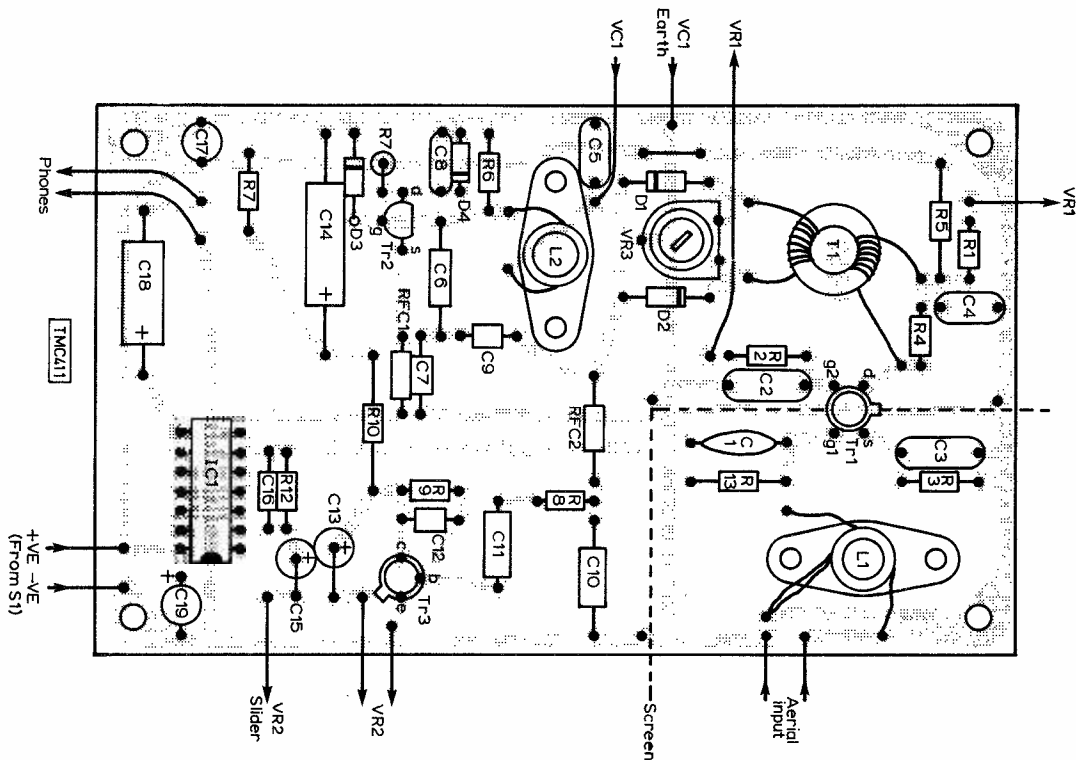 VC1
VC1
Earth
VR1
VR1
Phones
C17
R7
C18
+
TMC411
C14
+
D3
R7
d
g
s
Tr2
C8
D4
R6
C6
RFC1
C7
C9
L2
C5
D1
VR3
D2
T1
R5
R1
C4
R4
R2
C2
g2
d
g1
s
Tr1
C1
R13
C3
R3
RFC2
R10
R9
C12
R8
C11
C10
L1
IC1
C16
R12
C13
+
C15
+
c
b
e
Tr3
C19
+
+VE -VE
(From S1)
VR2
Slider
VR2
Screen
Aerial
input